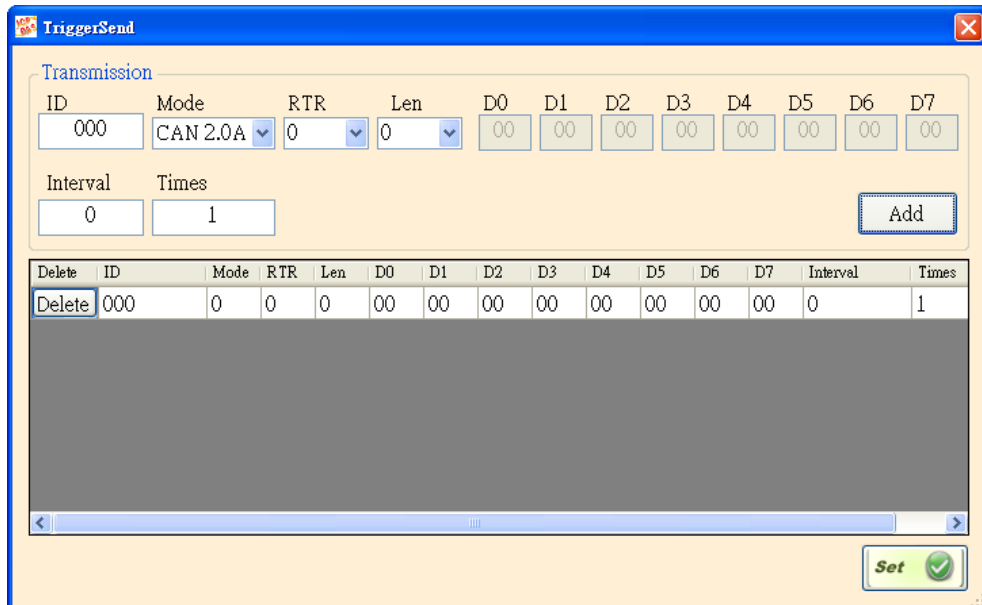 TriggerSend
Transmission
ID Mode RTR Len D0 D1 D2 D3 D4 D5 D6 D7
000 CAN 2.0A 0 0 00 00 00 00 00 00 00 00
Interval Times
0 1 Add
Delete ID Mode RTR Len D0 D1 D2 D3 D4 D5 D6 D7 Interval Times
Delete 000 0 0 0 00 00 00 00 00 00 00 00 0 1
Set